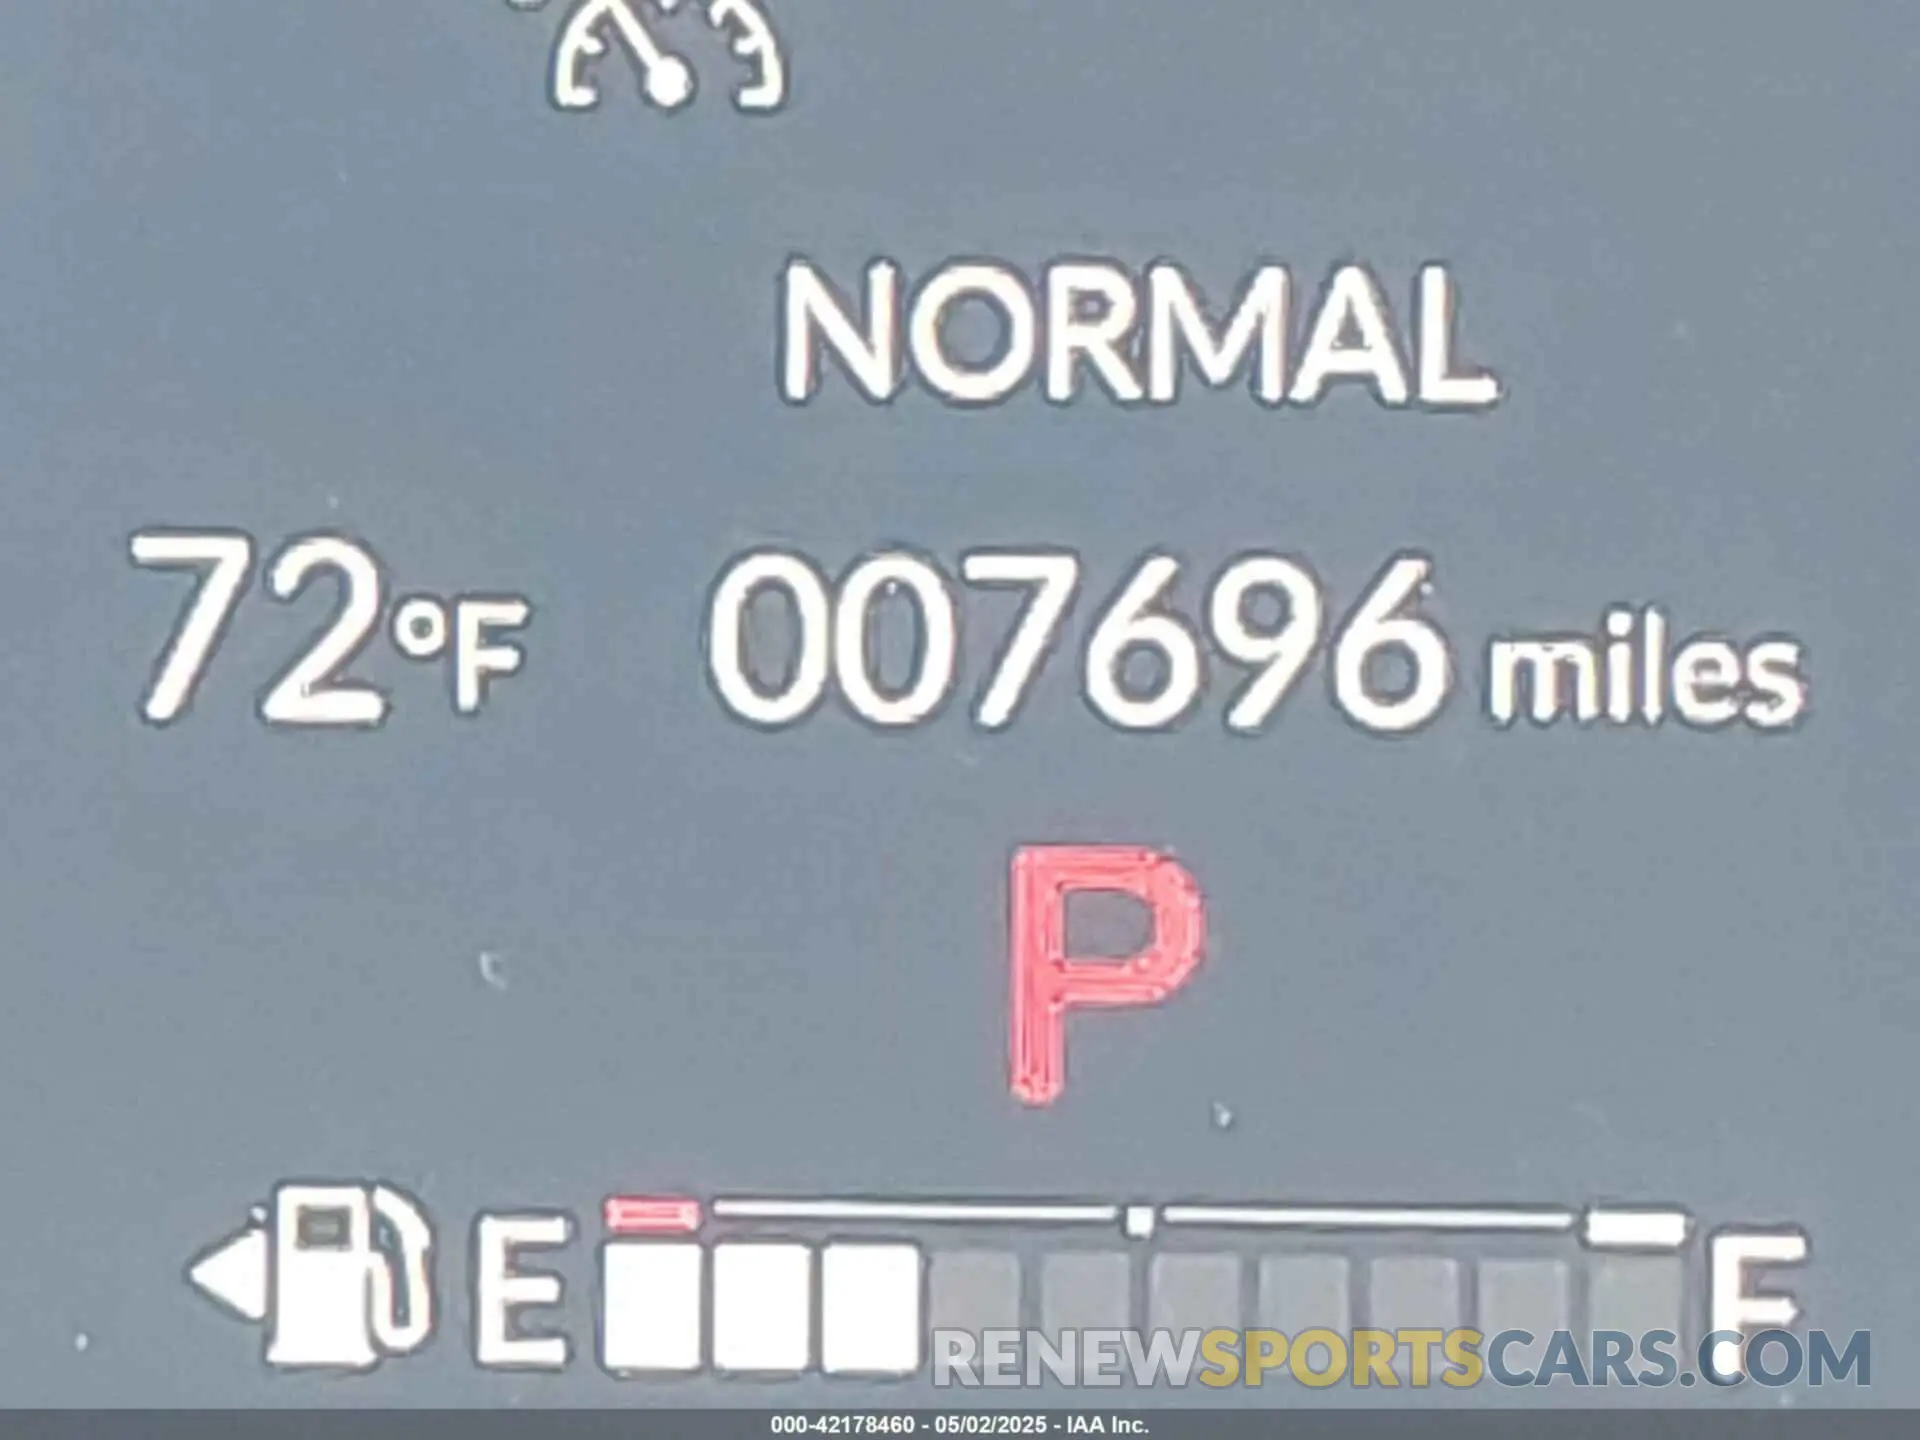 NORMAL
72°F 007696 miles
P
E F
RENEWSPORTSCARS.COM
000-42178460 - 05/02/2025 - IAA Inc.